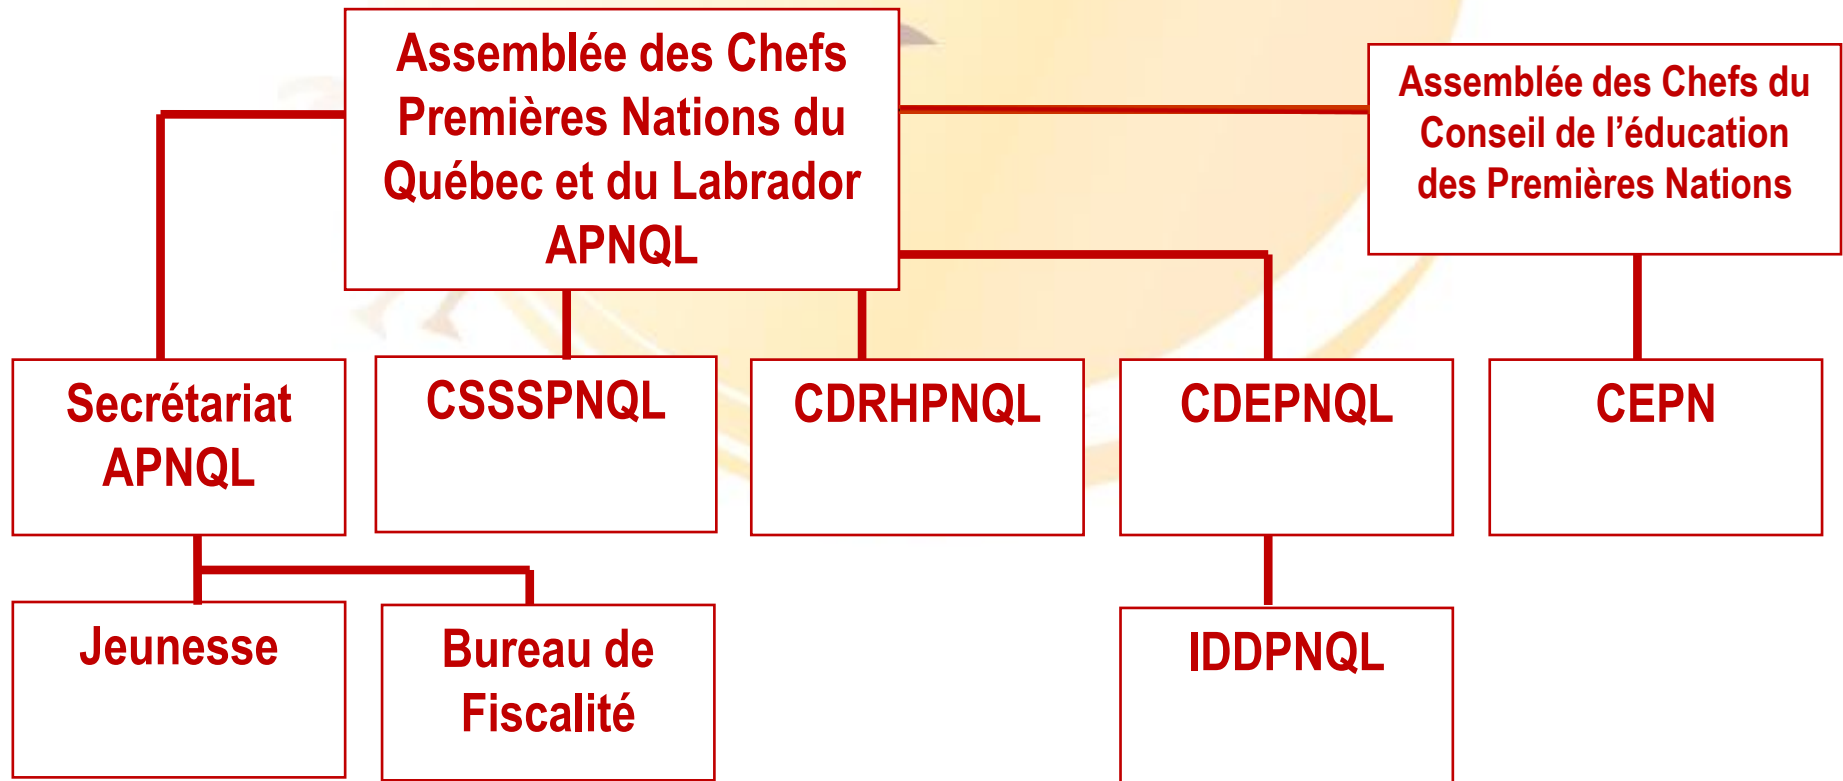 Assemblée des Chefs
Premières Nations du
Québec et du Labrador
APNQL
Assemblée des Chefs du
Conseil de l’éducation
des Premières Nations
Secrétariat
APNQL
CSSSPNQL
CDRHPNQL
CDEPNQL
CEPN
Jeunesse
Bureau de
Fiscalité
IDDPNQL